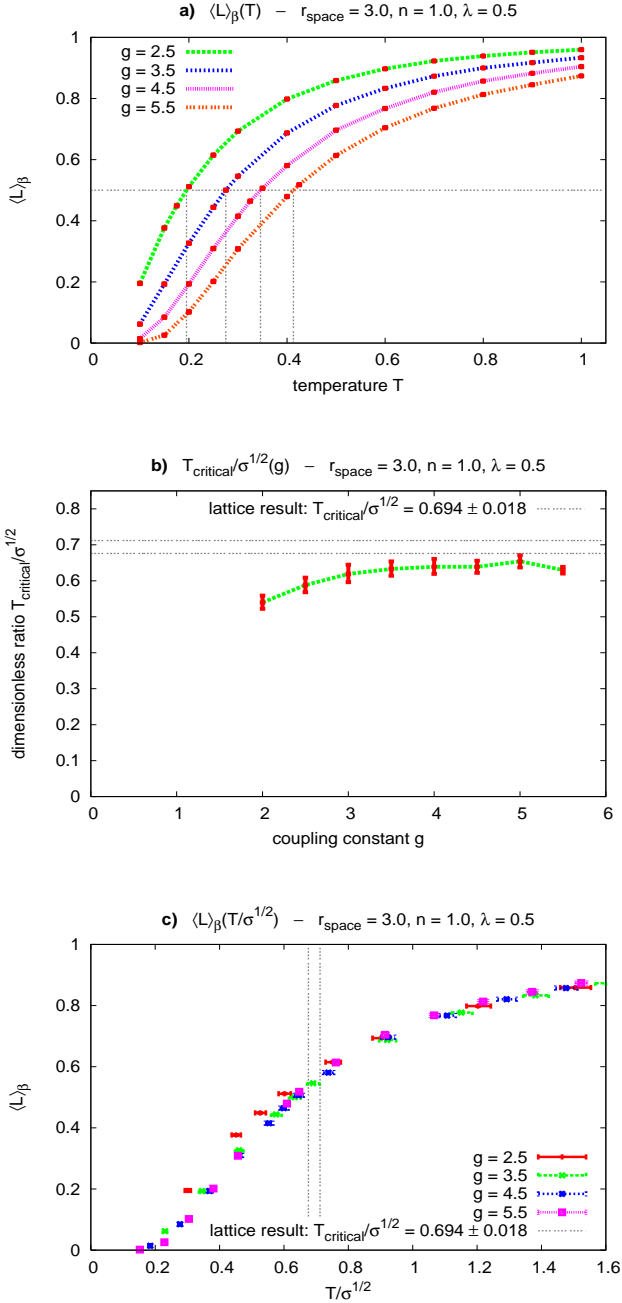 a) ⟨L⟩β(T) – rspace = 3.0, n = 1.0, λ = 0.5
1
0.8
0.6
0.4
0.2
0
⟨L⟩β
g = 2.5
g = 3.5
g = 4.5
g = 5.5
0 0.2 0.4 0.6 0.8 1
temperature T
b) Tcritical/σ1/2(g) – rspace = 3.0, n = 1.0, λ = 0.5
lattice result: Tcritical/σ1/2 = 0.694 ± 0.018
0.8
0.7
0.6
0.5
0.4
0.3
0.2
0.1
0
dimensionless ratio Tcritical/σ1/2
0 1 2 3 4 5 6
coupling constant g
c) ⟨L⟩β(T/σ1/2) – rspace = 3.0, n = 1.0, λ = 0.5
1
0.8
0.6
0.4
0.2
0
⟨L⟩β
g = 2.5
g = 3.5
g = 4.5
g = 5.5
lattice result: Tcritical/σ1/2 = 0.694 ± 0.018
0 0.2 0.4 0.6 0.8 1 1.2 1.4 1.6
T/σ1/2